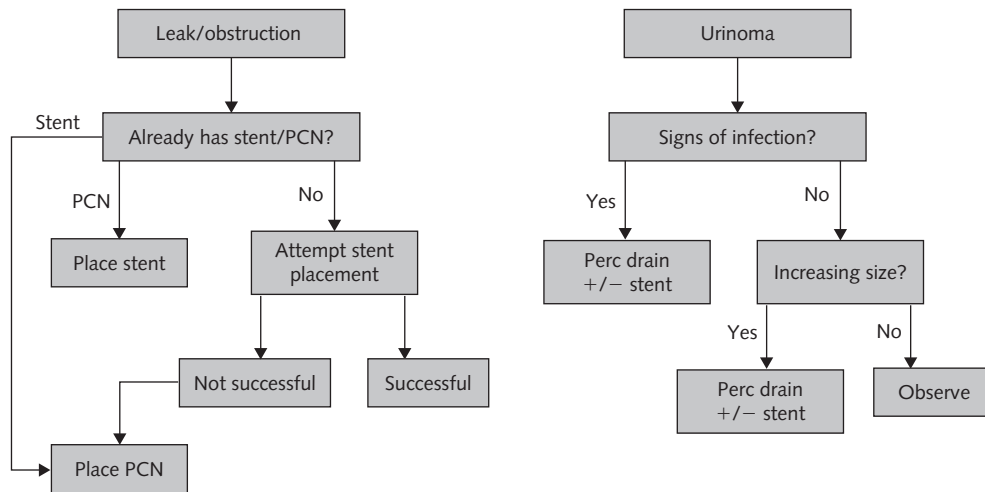 Leak/obstruction
Stent
Already has stent/PCN?
PCN
No
Place stent
Attempt stent
placement
Not successful
Successful
Place PCN
Urinoma
Signs of infection?
Yes
No
Perc drain
+/− stent
Increasing size?
Yes
No
Perc drain
+/− stent
Observe